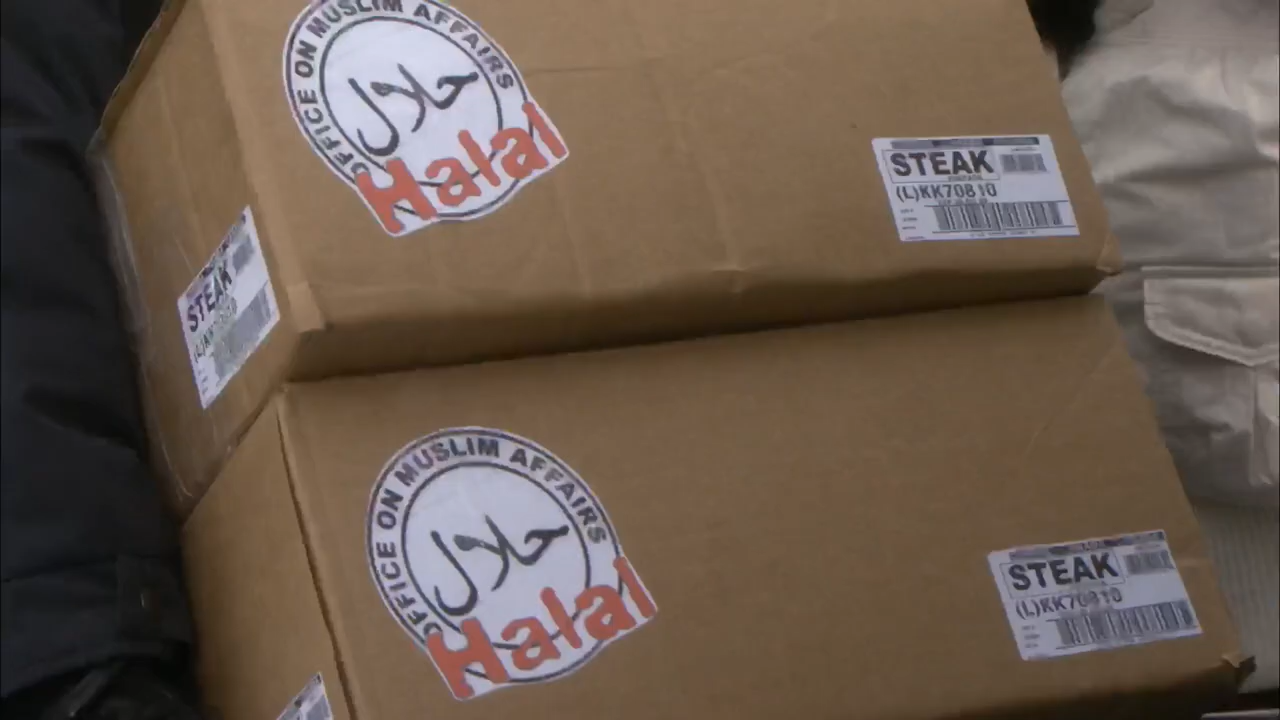 OFFICE ON MUSLIM AFFAIRS
حلال
Halal
STEAK
(L)KK70810
STEAK
OFFICE ON MUSLIM AFFAIRS
حلال
Halal
STEAK
(L)KK70810